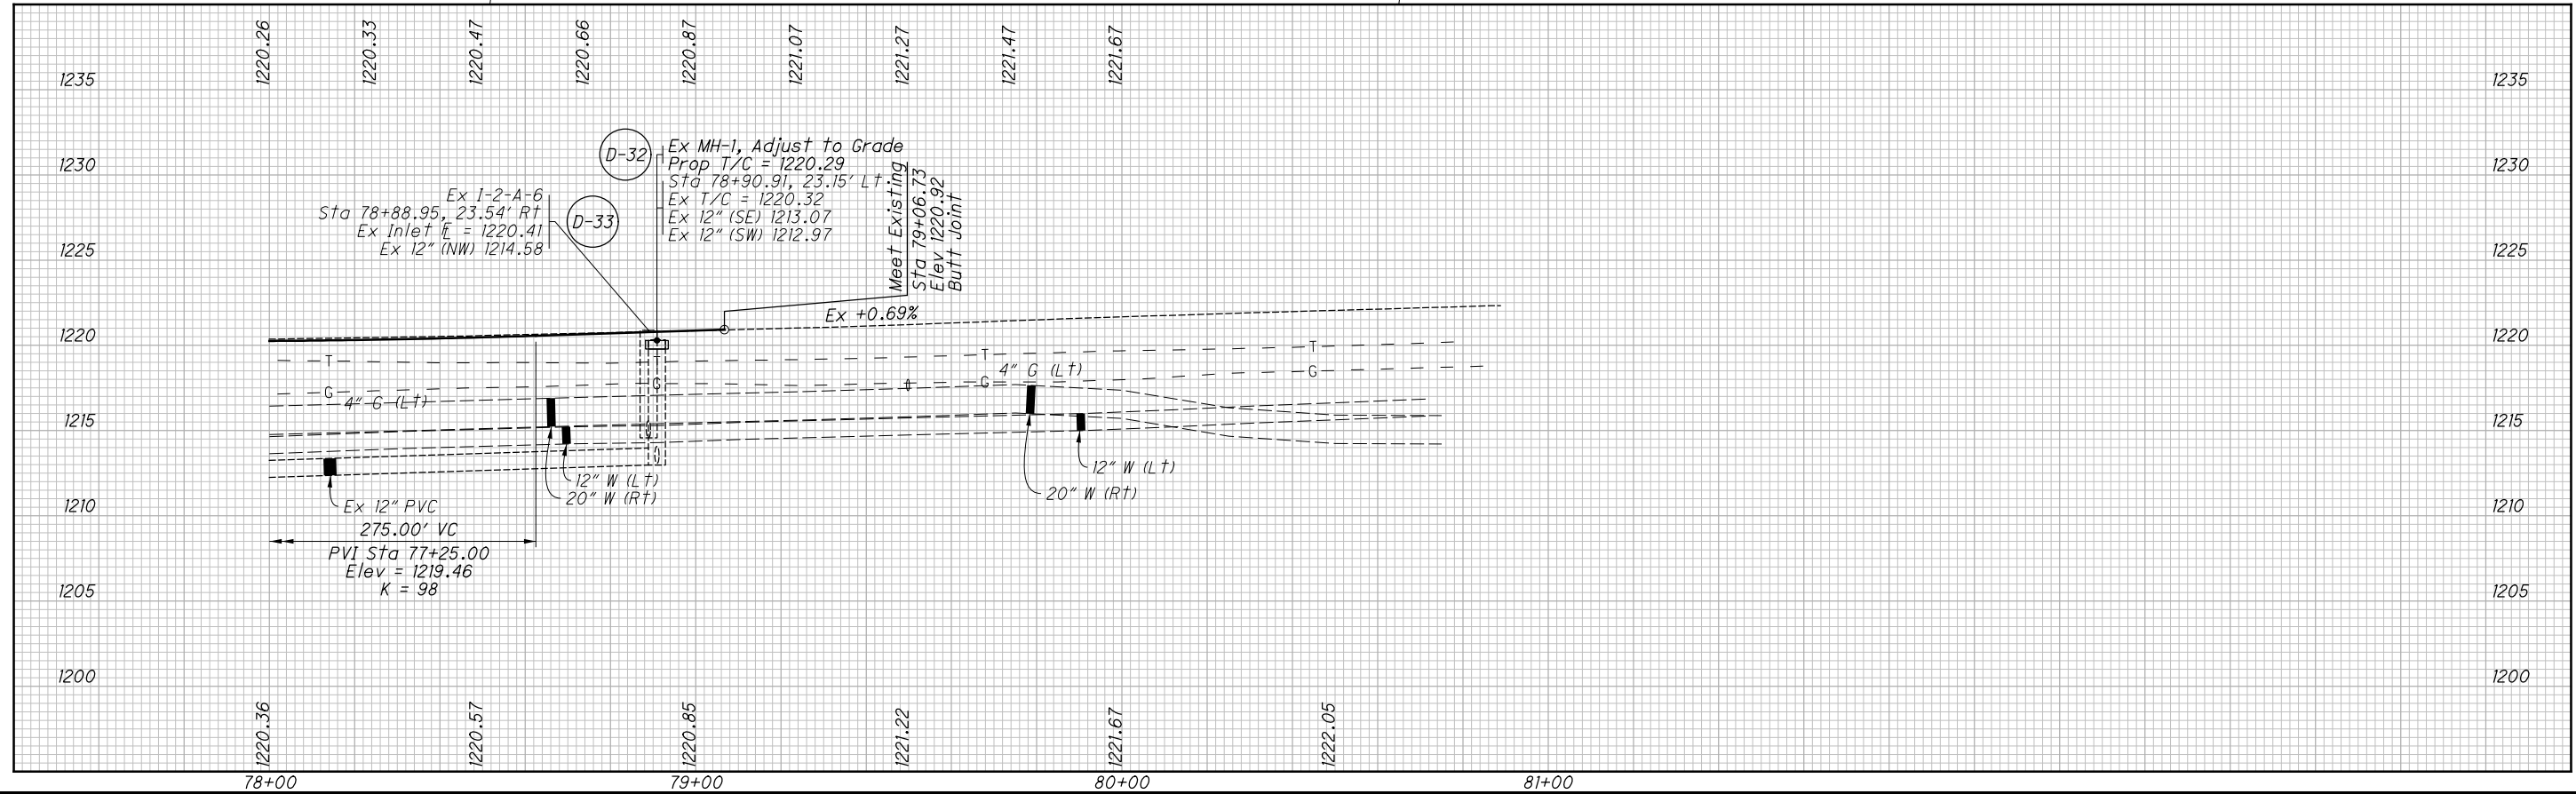 1220.26
1220.33
1220.47
1220.66
1220.87
1221.07
1221.27
1221.47
1221.67
1235
1235
1230
1230
1225
1225
1220
1220
1215
1215
1210
1210
1205
1205
1200
1200
D-32
Ex MH-1, Adjust to Grade
Prop T/C = 1220.29
Sta 78+90.91, 23.15' Lt
Ex T/C = 1220.32
Ex 12" (SE) 1213.07
Ex 12" (SW) 1212.97
Ex I-2-A-6
Sta 78+88.95, 23.54' Rt
Ex Inlet ₤ = 1220.41
Ex 12" (NW) 1214.58
D-33
Meet Existing
Sta 79+06.73
Elev 1220.92
Butt Joint
Ex +0.69%
T
T
T
T
G
G
G
G
4" G (Lt)
4" G (Lt)
12" W (Lt)
20" W (Rt)
12" W (Lt)
20" W (Rt)
Ex 12" PVC
275.00' VC
PVI Sta 77+25.00
Elev = 1219.46
K = 98
1220.36
1220.57
1220.85
1221.22
1221.67
1222.05
78+00
79+00
80+00
81+00